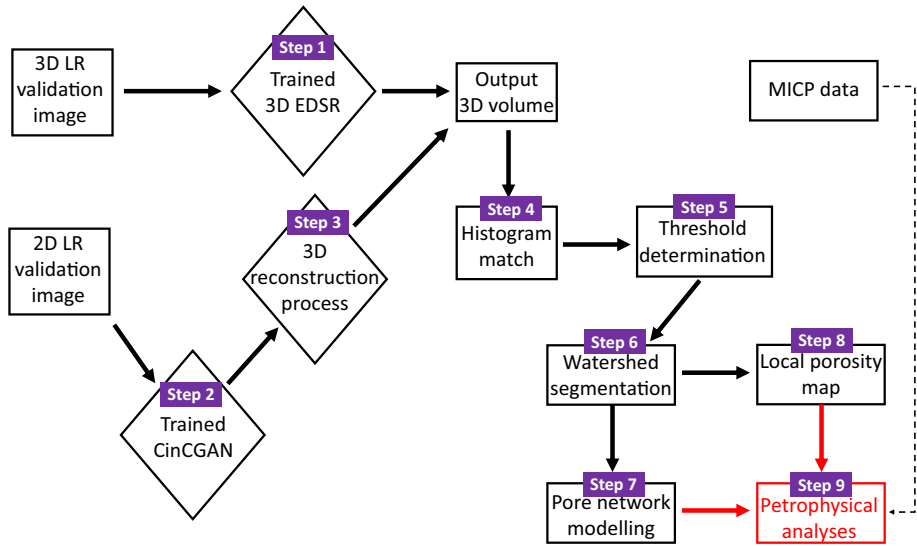 3D LR
validation
image
Step 1
Trained
3D EDSR
Output
3D volume
MICP data
2D LR
validation
image
Step 2
Trained
CinCGAN
Step 3
3D
reconstruction
process
Step 4
Histogram
match
Step 5
Threshold
determination
Step 6
Watershed
segmentation
Step 8
Local porosity
map
Step 7
Pore network
modelling
Step 9
Petrophysical
analyses